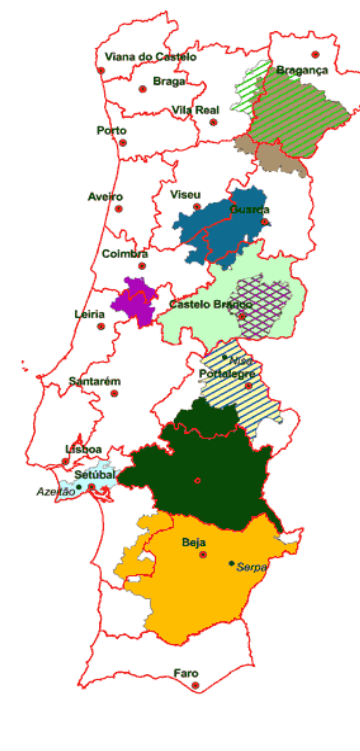 Viana do Castelo
Bragança
Braga
Vila Real
Porto
Aveiro
Viseu
Guarda
Coimbra
Castelo Branco
Leiria
Nisa
Portalegre
Santarém
Lisboa
Setúbal
Azeitão
Beja
Serpa
Faro